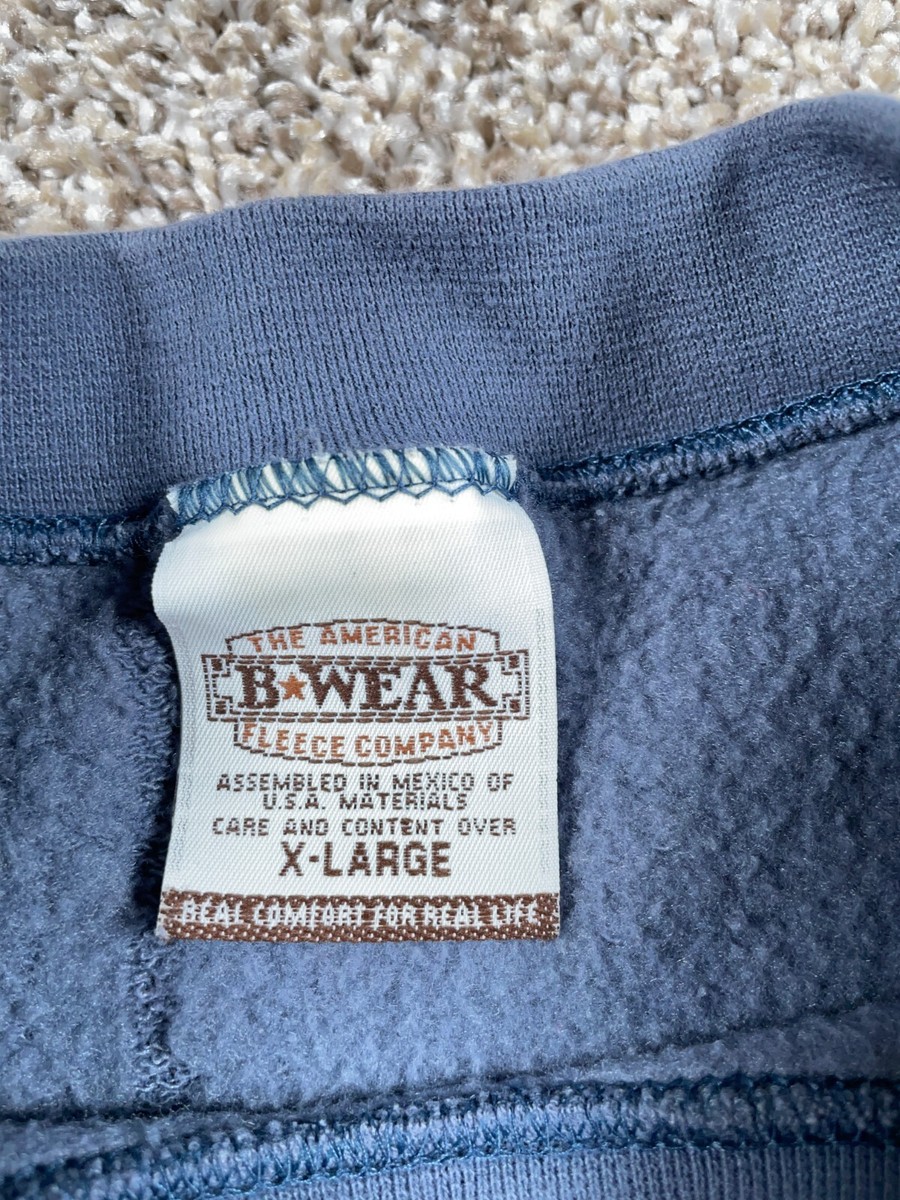 THE AMERICAN
B★WEAR
FLEECE COMPANY
ASSEMBLED IN MEXICO OF
U.S.A. MATERIALS
CARE AND CONTENT OVER
X-LARGE
REAL COMFORT FOR REAL LIFE